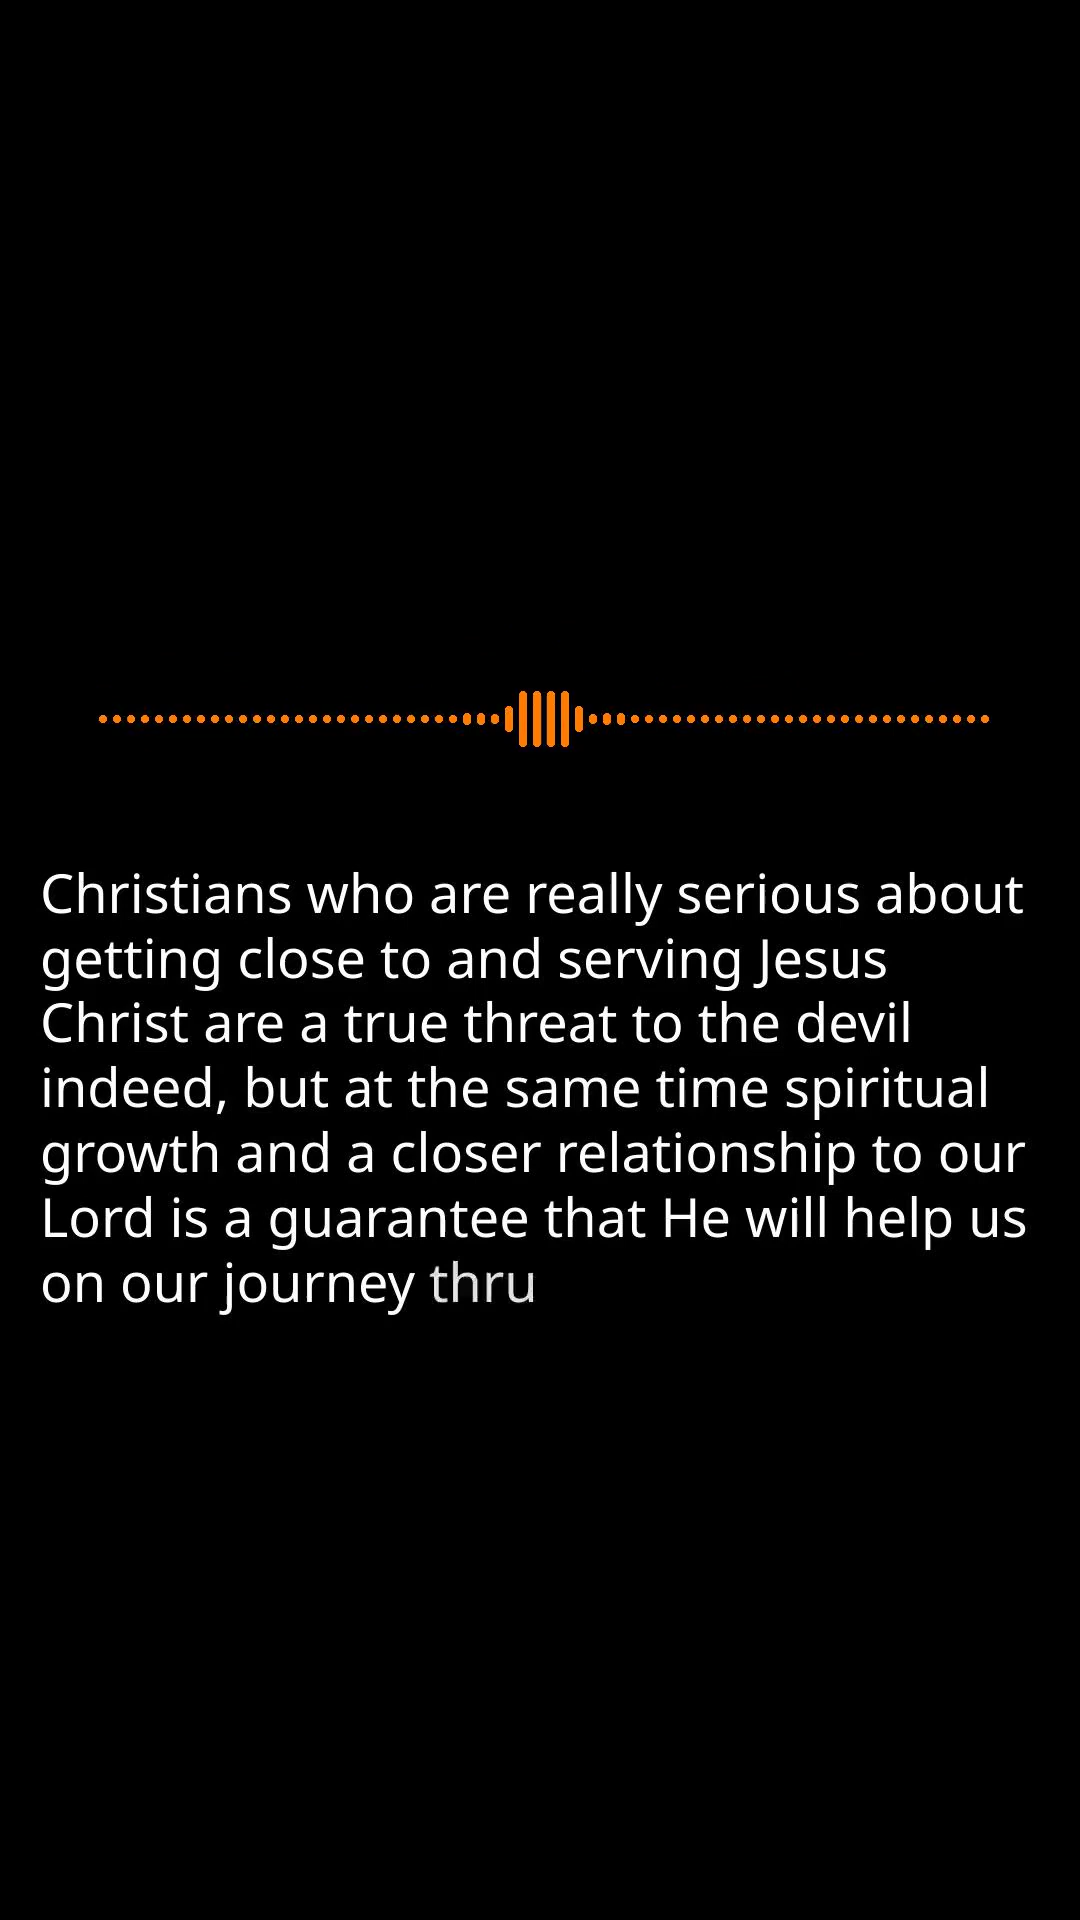 Christians who are really serious about
getting close to and serving Jesus
Christ are a true threat to the devil
indeed, but at the same time spiritual
growth and a closer relationship to our
Lord is a guarantee that He will help us
on our journey thru